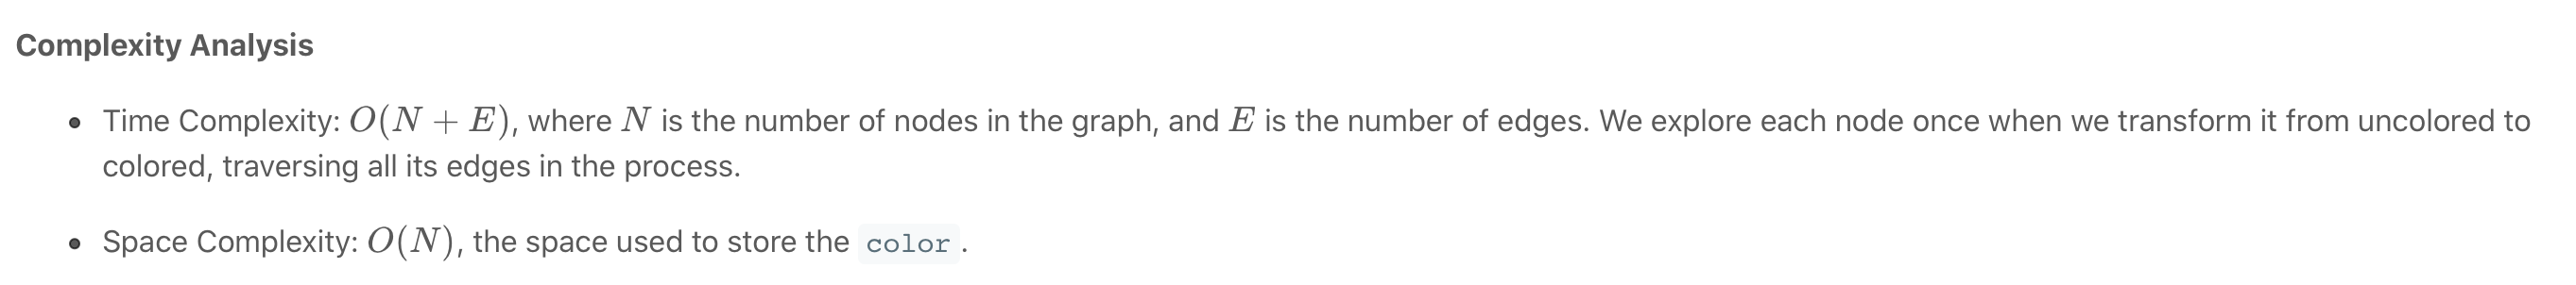 Complexity Analysis
• Time Complexity: O(N + E), where N is the number of nodes in the graph, and E is the number of edges. We explore each node once when we transform it from uncolored to
colored, traversing all its edges in the process.
• Space Complexity: O(N), the space used to store the color.